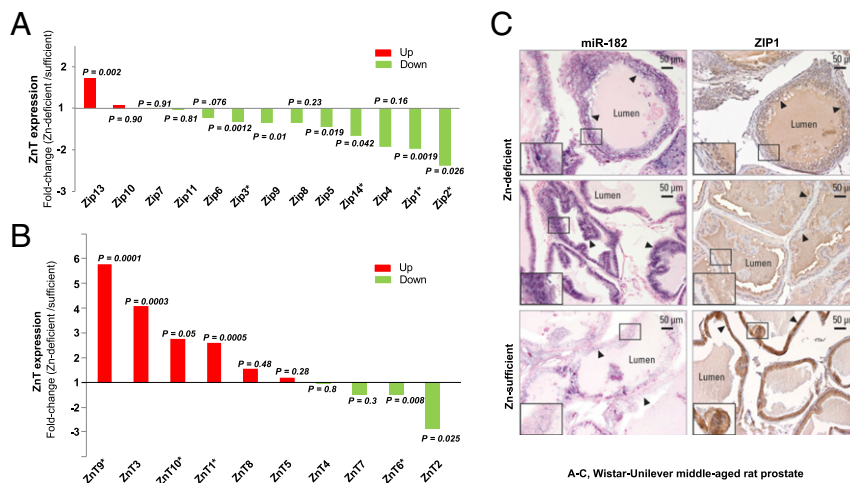 A
ZnT expression
Fold-change (Zn-deficient /sufficient)
2
1
-2
-3
Up
Down
P = 0.002
P = 0.90
P = 0.91
P = 0.81
P = .076
P = 0.0012
P = 0.01
P = 0.23
P = 0.019
P = 0.042
P = 0.16
P = 0.0019
P = 0.026
Zip13
Zip10
Zip7
Zip11
Zip6
Zip3*
Zip9
Zip8
Zip5
Zip14*
Zip4
Zip1*
Zip2*
B
ZnT expression
Fold-change (Zn-deficient /sufficient)
6
5
4
3
2
1
-2
-3
Up
Down
P = 0.0001
P = 0.0003
P = 0.05
P = 0.0005
P = 0.48
P = 0.28
P = 0.8
P = 0.3
P = 0.008
P = 0.025
ZnT9*
ZnT3
ZnT10*
ZnT1*
ZnT8
ZnT5
ZnT4
ZnT7
ZnT6*
ZnT2
C
miR-182
ZIP1
Zn-deficient
Zn-sufficient
50 µm
Lumen
50 µm
Lumen
50 µm
Lumen
50 µm
Lumen
50 µm
Lumen
50 µm
Lumen
A-C, Wistar-Unilever middle-aged rat prostate